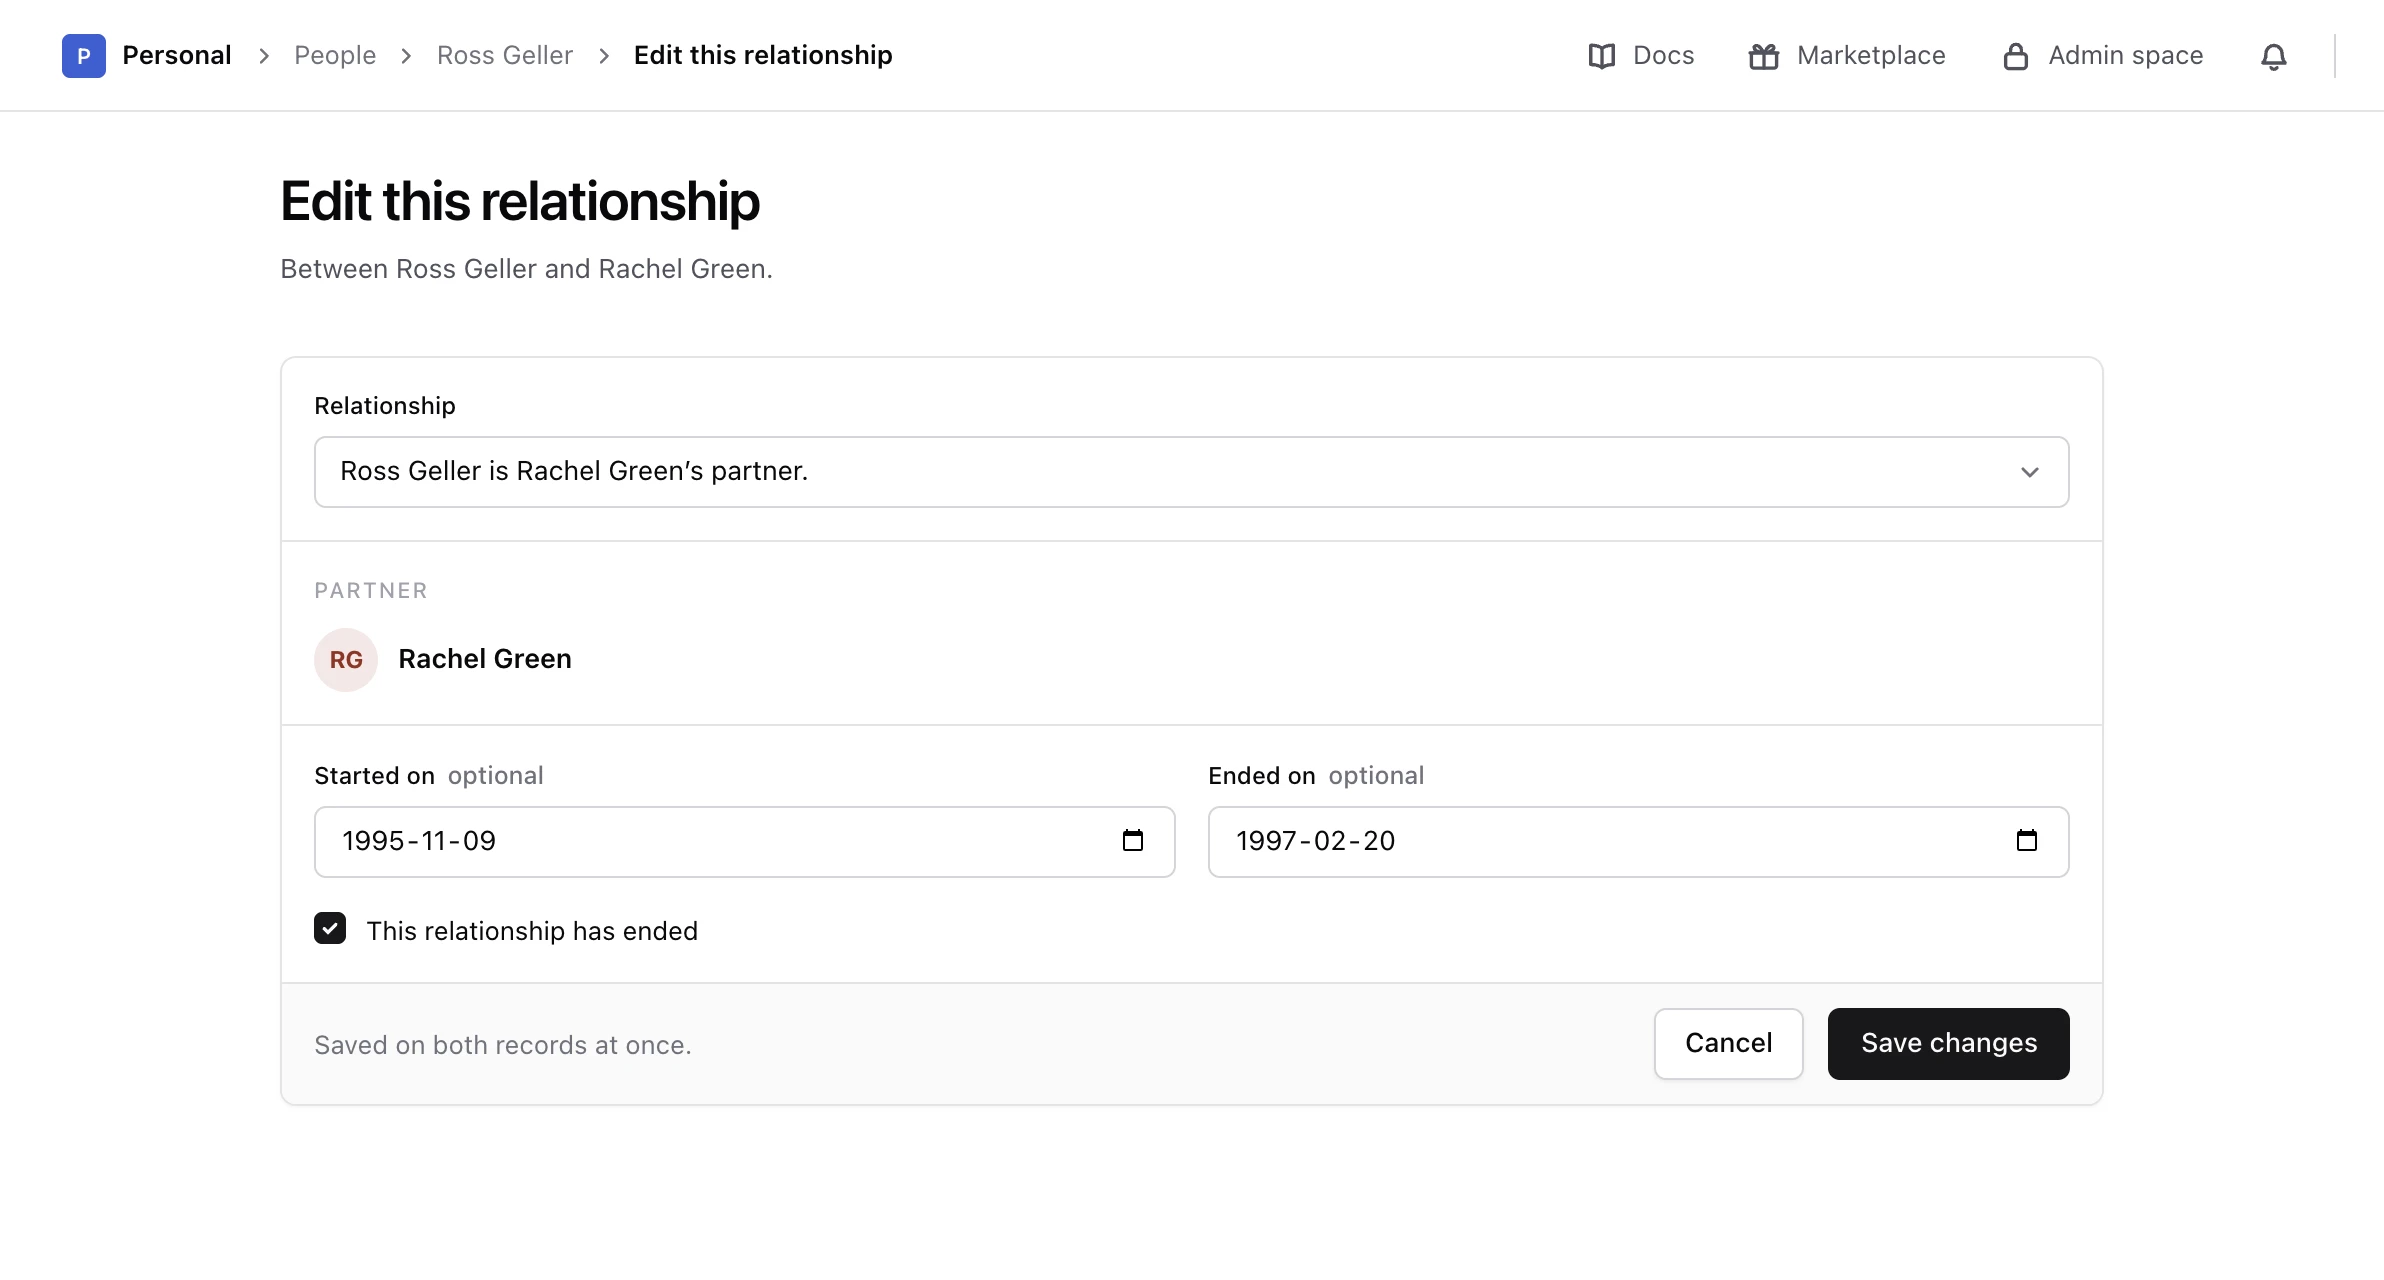 P Personal > People > Ross Geller > Edit this relationship Docs Marketplace Admin space
Edit this relationship
Between Ross Geller and Rachel Green.
Relationship
Ross Geller is Rachel Green’s partner.
PARTNER
RG Rachel Green
Started on optional Ended on optional
1995-11-09 1997-02-20
This relationship has ended
Saved on both records at once. Cancel Save changes